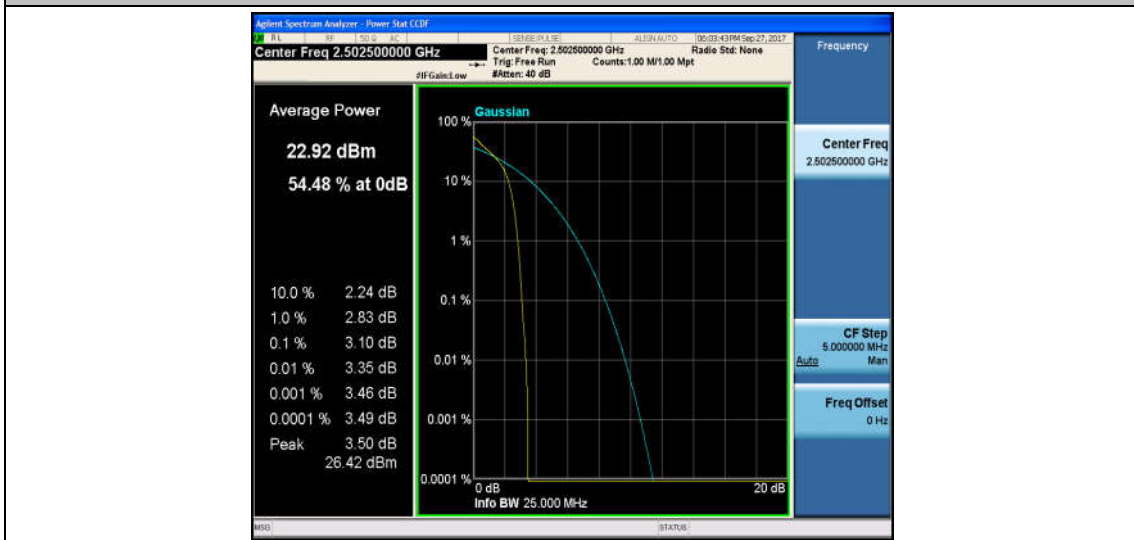 Agilent Spectrum Analyzer - Power Stat CCDF
RL RF 50 Ω AC SENSE:PULSE ALIGN AUTO 06:03:43 PM Sep 27, 2017
Center Freq 2.502500000 GHz
Center Freq: 2.502500000 GHz
Radio Std: None
Trig: Free Run
Counts:1.00 M/1.00 Mpt
#IFGain:Low
#Atten: 40 dB
Frequency
Average Power
22.92 dBm
54.48 % at 0dB
10.0 % 2.24 dB
1.0 % 2.83 dB
0.1 % 3.10 dB
0.01 % 3.35 dB
0.001 % 3.46 dB
0.0001 % 3.49 dB
Peak 3.50 dB
26.42 dBm
Gaussian
100 %
10 %
1 %
0.1 %
0.01 %
0.001 %
0.0001 %
0 dB
20 dB
Info BW 25.000 MHz
Center Freq
2.502500000 GHz
CF Step
5.000000 MHz
Auto Man
Freq Offset
0 Hz
MSG
STATUS